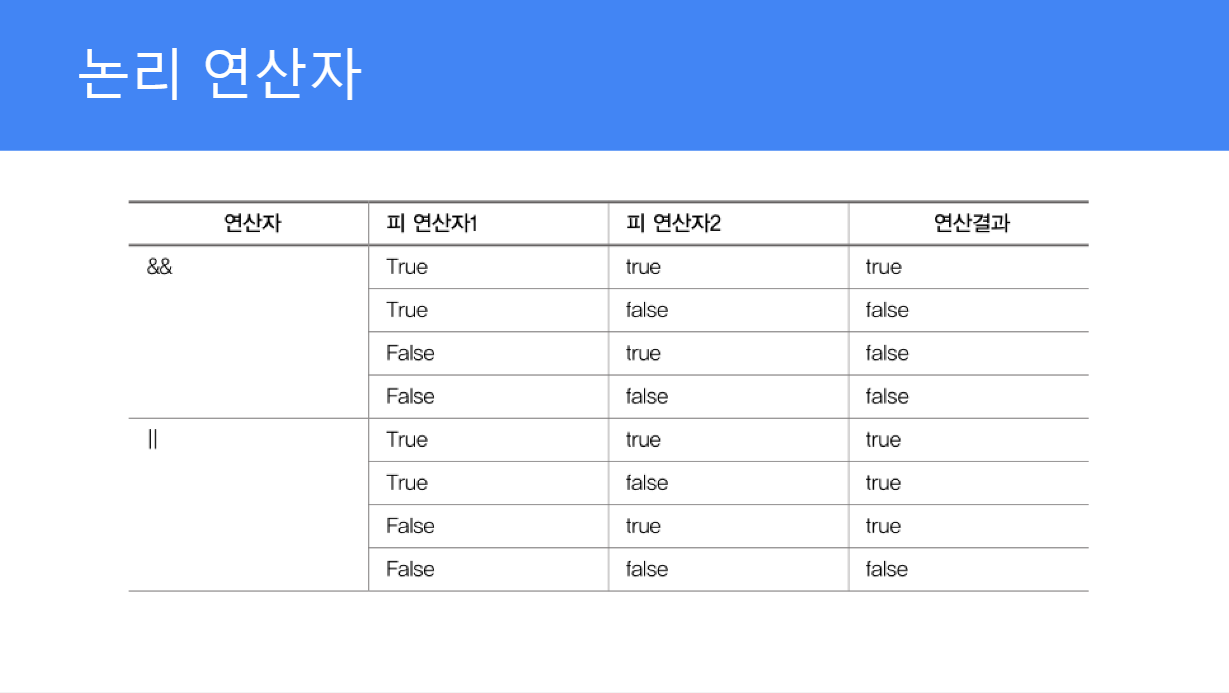 논리 연산자
연산자 피 연산자1 피 연산자2 연산결과
&& True true true
True false false
False true false
False false false
|| True true true
True false true
False true true
False false false